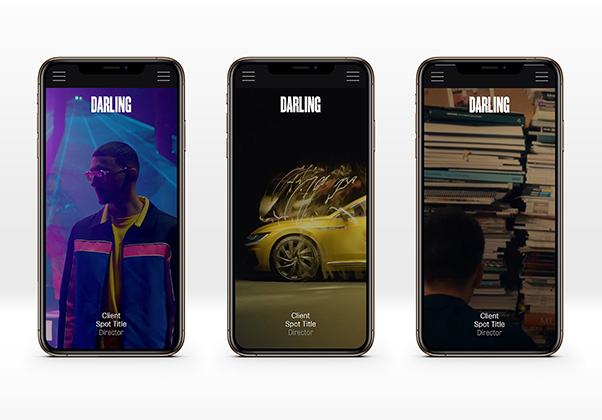 DARLING
Client
Spot Title
Director
DARLING
Client
Spot Title
Director
DARLING
Client
Spot Title
Director